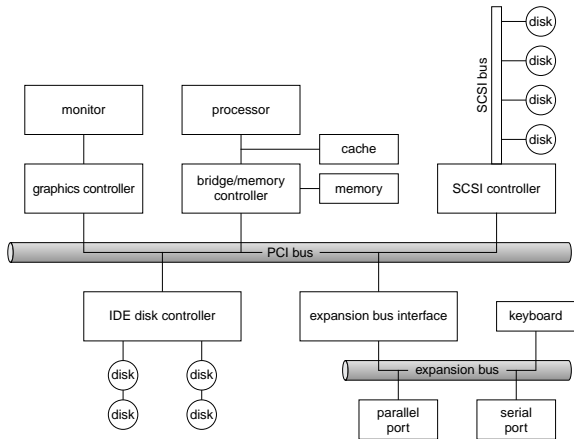 disk
disk
disk
disk
SCSI bus
monitor
processor
cache
graphics controller
bridge/memory
controller
memory
SCSI controller
PCI bus
IDE disk controller
expansion bus interface
keyboard
disk
disk
expansion bus
disk
disk
parallel
port
serial
port